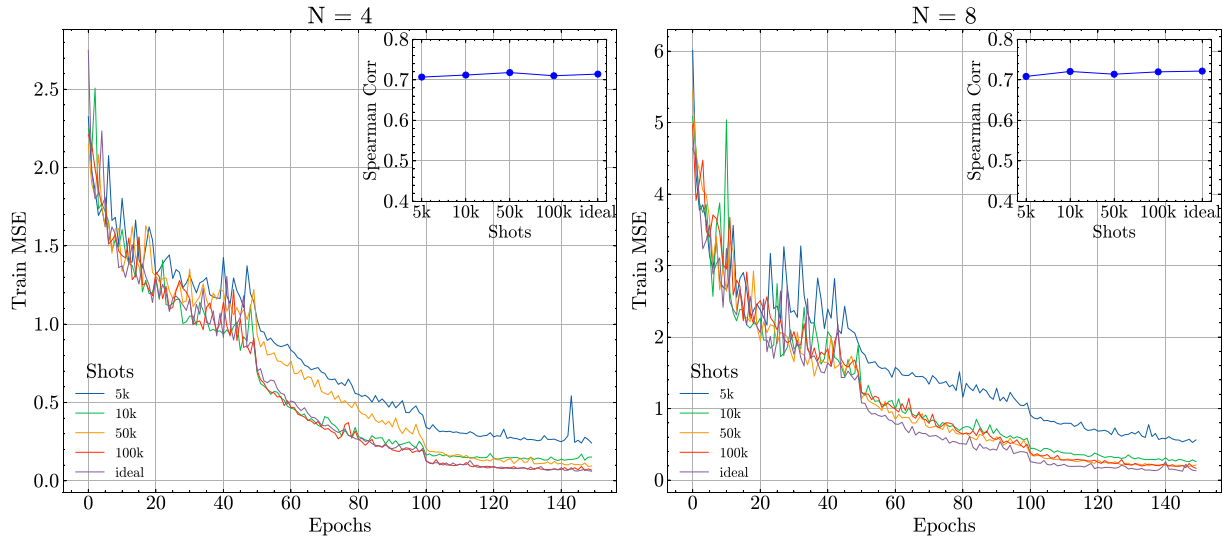 N = 4
Train MSE
2.5
2.0
1.5
1.0
0.5
0.0
0 20 40 60 80 100 120 140
Epochs
Shots
5k
10k
50k
100k
ideal
Spearman Corr
0.8
0.7
0.6
0.5
0.4
5k 10k 50k 100k ideal
Shots
N = 8
Train MSE
6
5
4
3
2
1
0
0 20 40 60 80 100 120 140
Epochs
Shots
5k
10k
50k
100k
ideal
Spearman Corr
0.8
0.7
0.6
0.5
0.4
5k 10k 50k 100k ideal
Shots